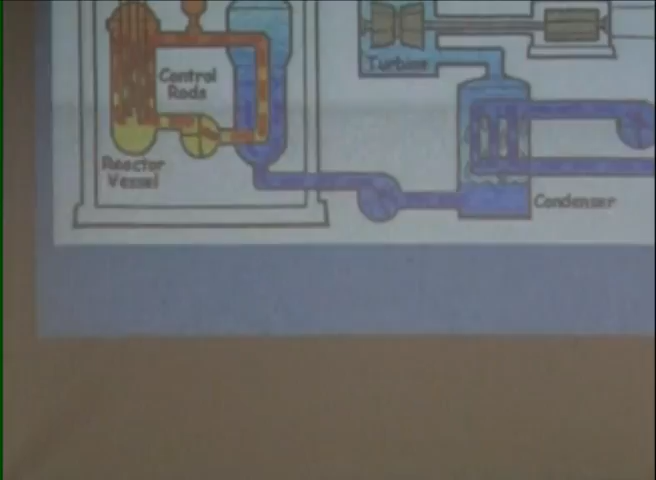 Turbine
Control
Rods
Reactor
Vessel
Condenser